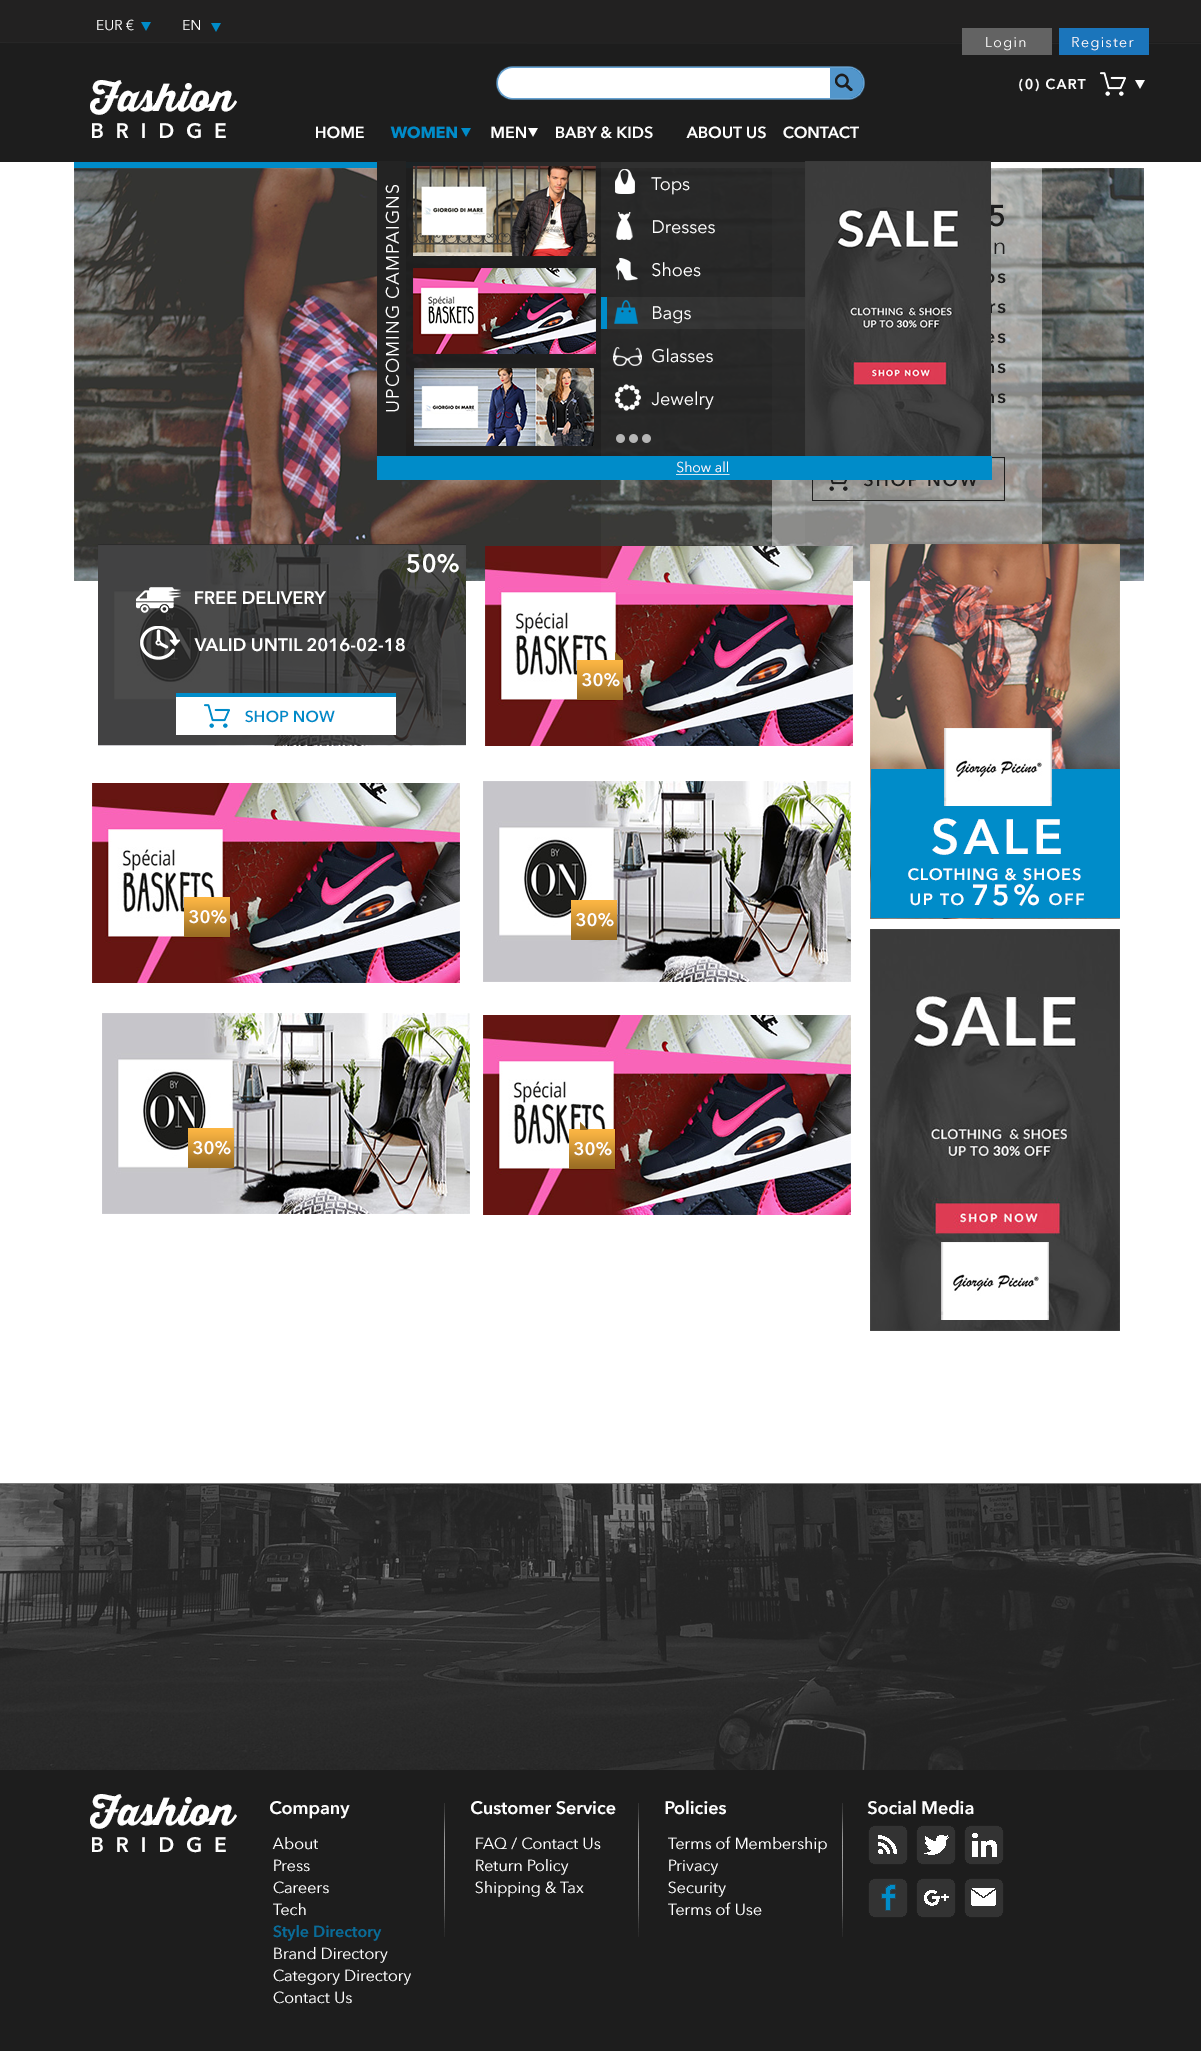 EUR € EN
Login Register
Fashion
BRIDGE
(0) CART
HOME WOMEN MEN BABY & KIDS ABOUT US CONTACT
UPCOMING CAMPAIGNS
GIORGIO DI MARE
Spécial
BASKETS
GIORGIO DI MARE
Tops
Dresses
Shoes
Bags
Glasses
Jewelry
SALE
CLOTHING & SHOES
UP TO 30% OFF
SHOP NOW
Show all
5
n
os
rs
es
ns
ns
SHOP NOW
50%
FREE DELIVERY
VALID UNTIL 2016-02-18
SHOP NOW
Spécial
BASKETS
30%
Giorgio Picino®
SALE
CLOTHING & SHOES
UP TO 75% OFF
Spécial
BASKETS
30%
BY
ON
30%
SALE
CLOTHING & SHOES
UP TO 30% OFF
SHOP NOW
Giorgio Picino®
BY
ON
30%
Spécial
BASKETS
30%
Fashion
BRIDGE
Company
About
Press
Careers
Tech
Style Directory
Brand Directory
Category Directory
Contact Us
Customer Service
FAQ / Contact Us
Return Policy
Shipping & Tax
Policies
Terms of Membership
Privacy
Security
Terms of Use
Social Media
in
f
G+